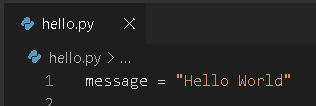 hello.py ×
hello.py > ...
1 message = "Hello World"
2